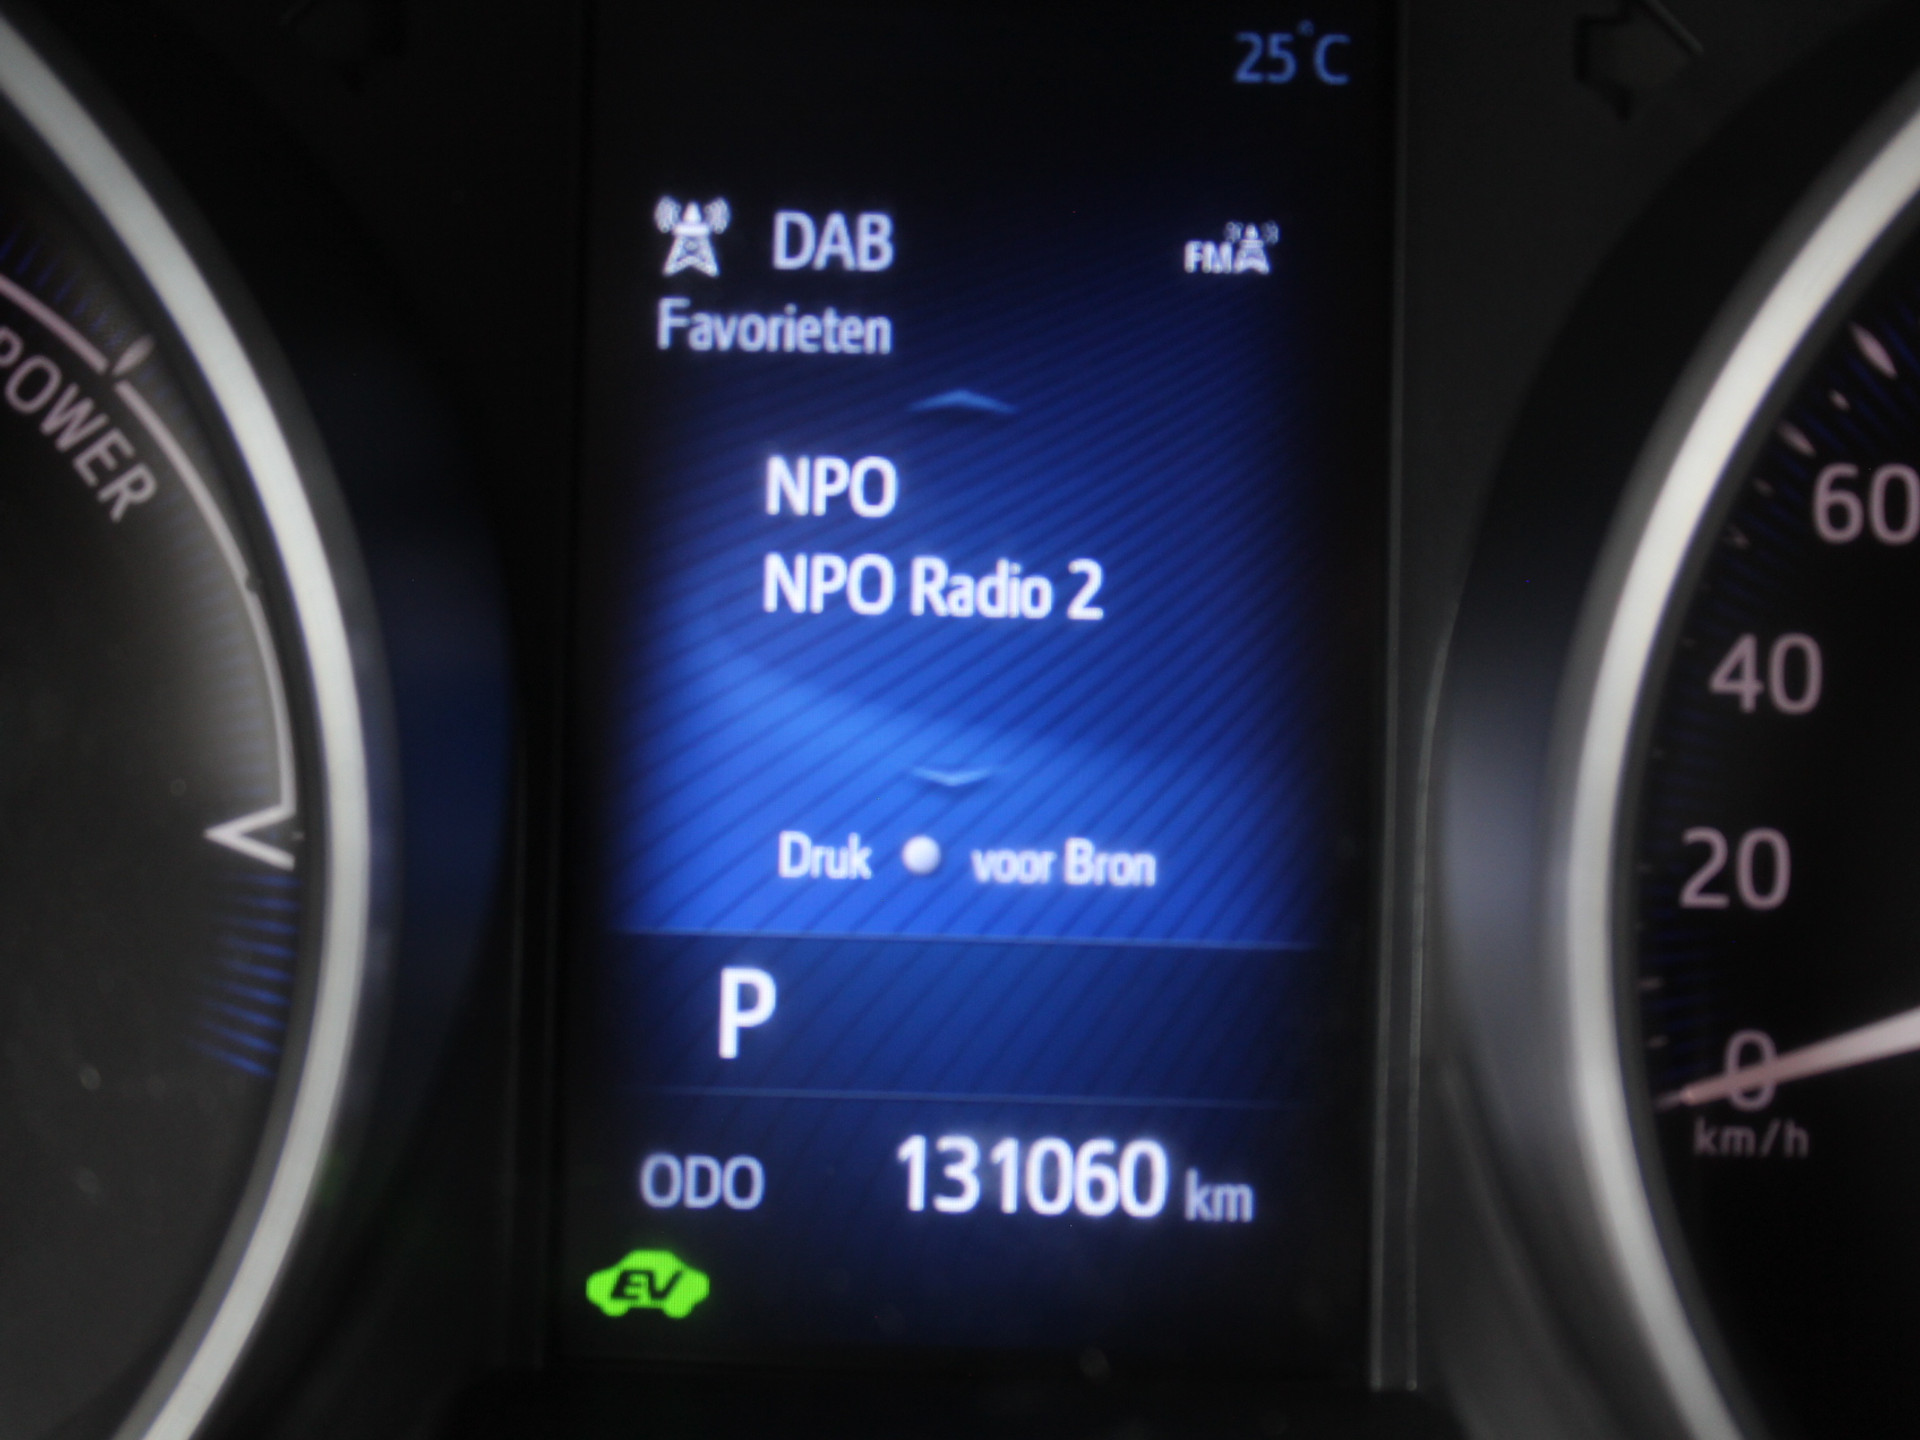 25°C
DAB
FM
Favorieten
POWER
NPO
NPO Radio 2
Druk voor Bron
P
ODO 131060 km
EV
60
40
20
0
km/h